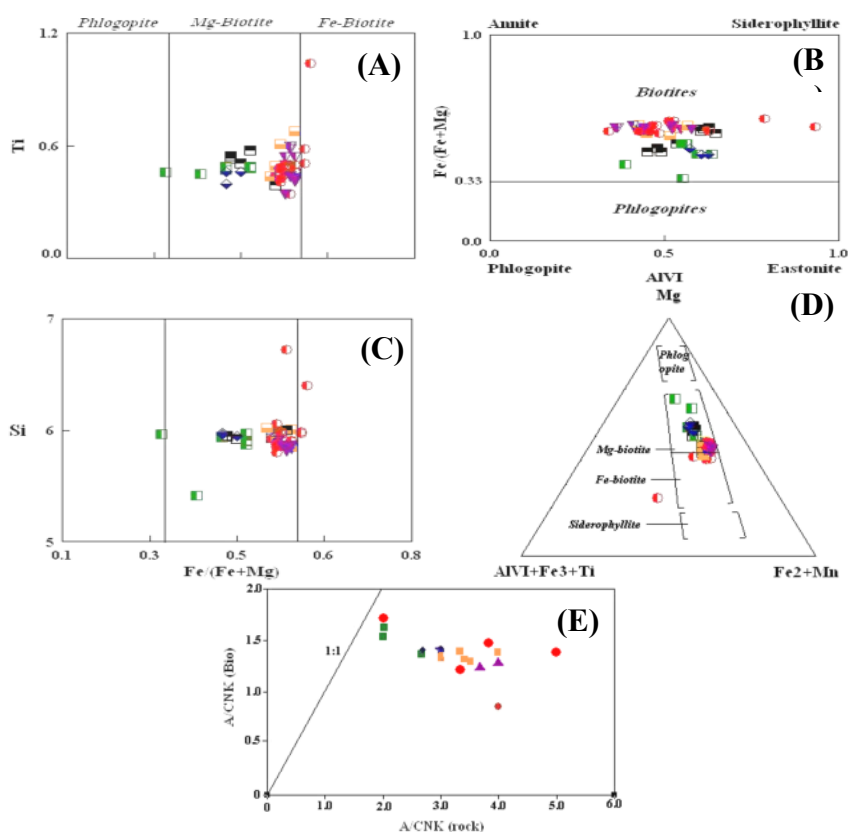 Phlogopite Mg-Biotite Fe-Biotite
1.2
(A)
Ti
0.6
0.0
Annite Siderophyllite
1.0
(B
)
Biotites
Fe/(Fe+Mg)
0.33
Phlogopites
0.0
0.0 0.5 1.0
Phlogopite AlVI Eastonite
7
(C)
Si
6
5
0.1 0.3 0.5 0.6 0.8
Fe/(Fe+Mg)
Mg
(D)
Phlog
opite
Mg-biotite
Fe-biotite
Siderophyllite
AlVI+Fe3+Ti Fe2+Mn
2.0
(E)
1:1
1.5
A/CNK (Bio)
1.0
0.5
0
0 1.0 2.0 3.0 4.0 5.0 6.0
A/CNK (rock)